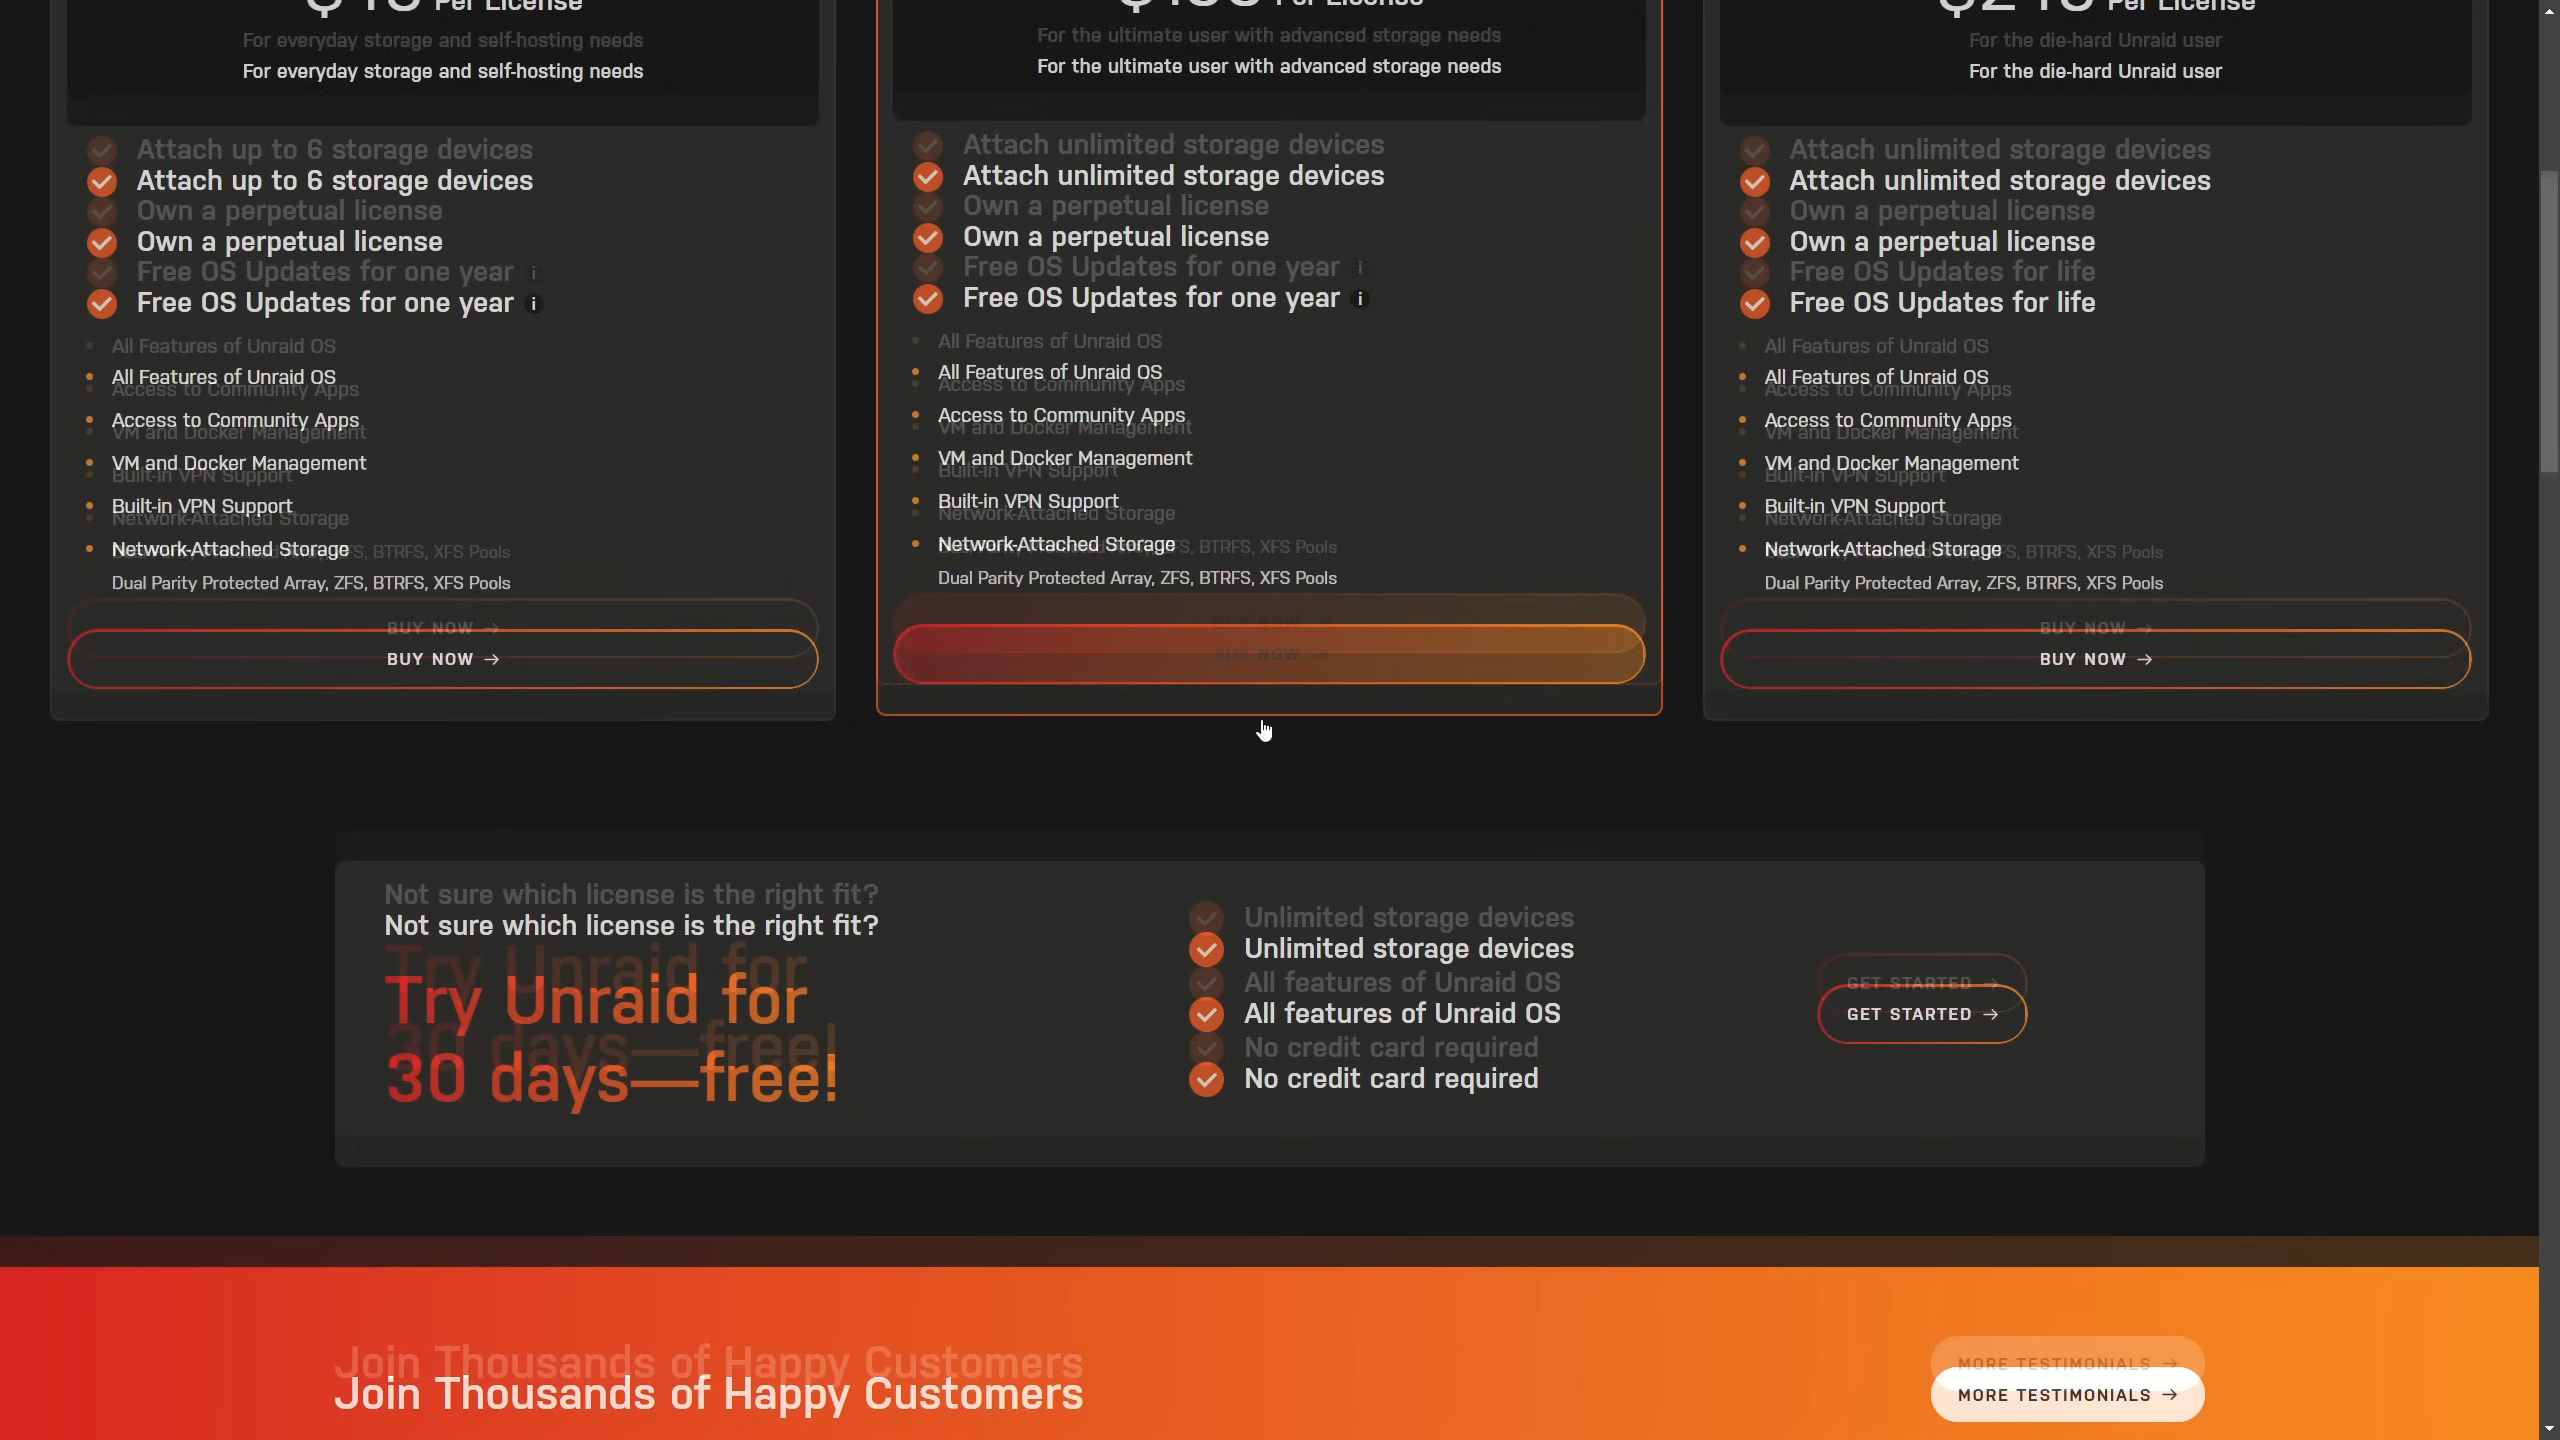 Per License
For everyday storage and self-hosting needs
Attach up to 6 storage devices
Own a perpetual license
Free OS Updates for one year i
All Features of Unraid OS
Access to Community Apps
VM and Docker Management
Built-in VPN Support
Network-Attached Storage
Dual Parity Protected Array, ZFS, BTRFS, XFS Pools
BUY NOW →
Per License
For the ultimate user with advanced storage needs
Attach unlimited storage devices
Own a perpetual license
Free OS Updates for one year i
All Features of Unraid OS
Access to Community Apps
VM and Docker Management
Built-in VPN Support
Network-Attached Storage
Dual Parity Protected Array, ZFS, BTRFS, XFS Pools
BUY NOW →
Per License
For the die-hard Unraid user
Attach unlimited storage devices
Own a perpetual license
Free OS Updates for life
All Features of Unraid OS
Access to Community Apps
VM and Docker Management
Built-in VPN Support
Network-Attached Storage
Dual Parity Protected Array, ZFS, BTRFS, XFS Pools
BUY NOW →
Not sure which license is the right fit?
Try Unraid for
30 days—free!
Unlimited storage devices
All features of Unraid OS
No credit card required
GET STARTED →
Join Thousands of Happy Customers
MORE TESTIMONIALS →